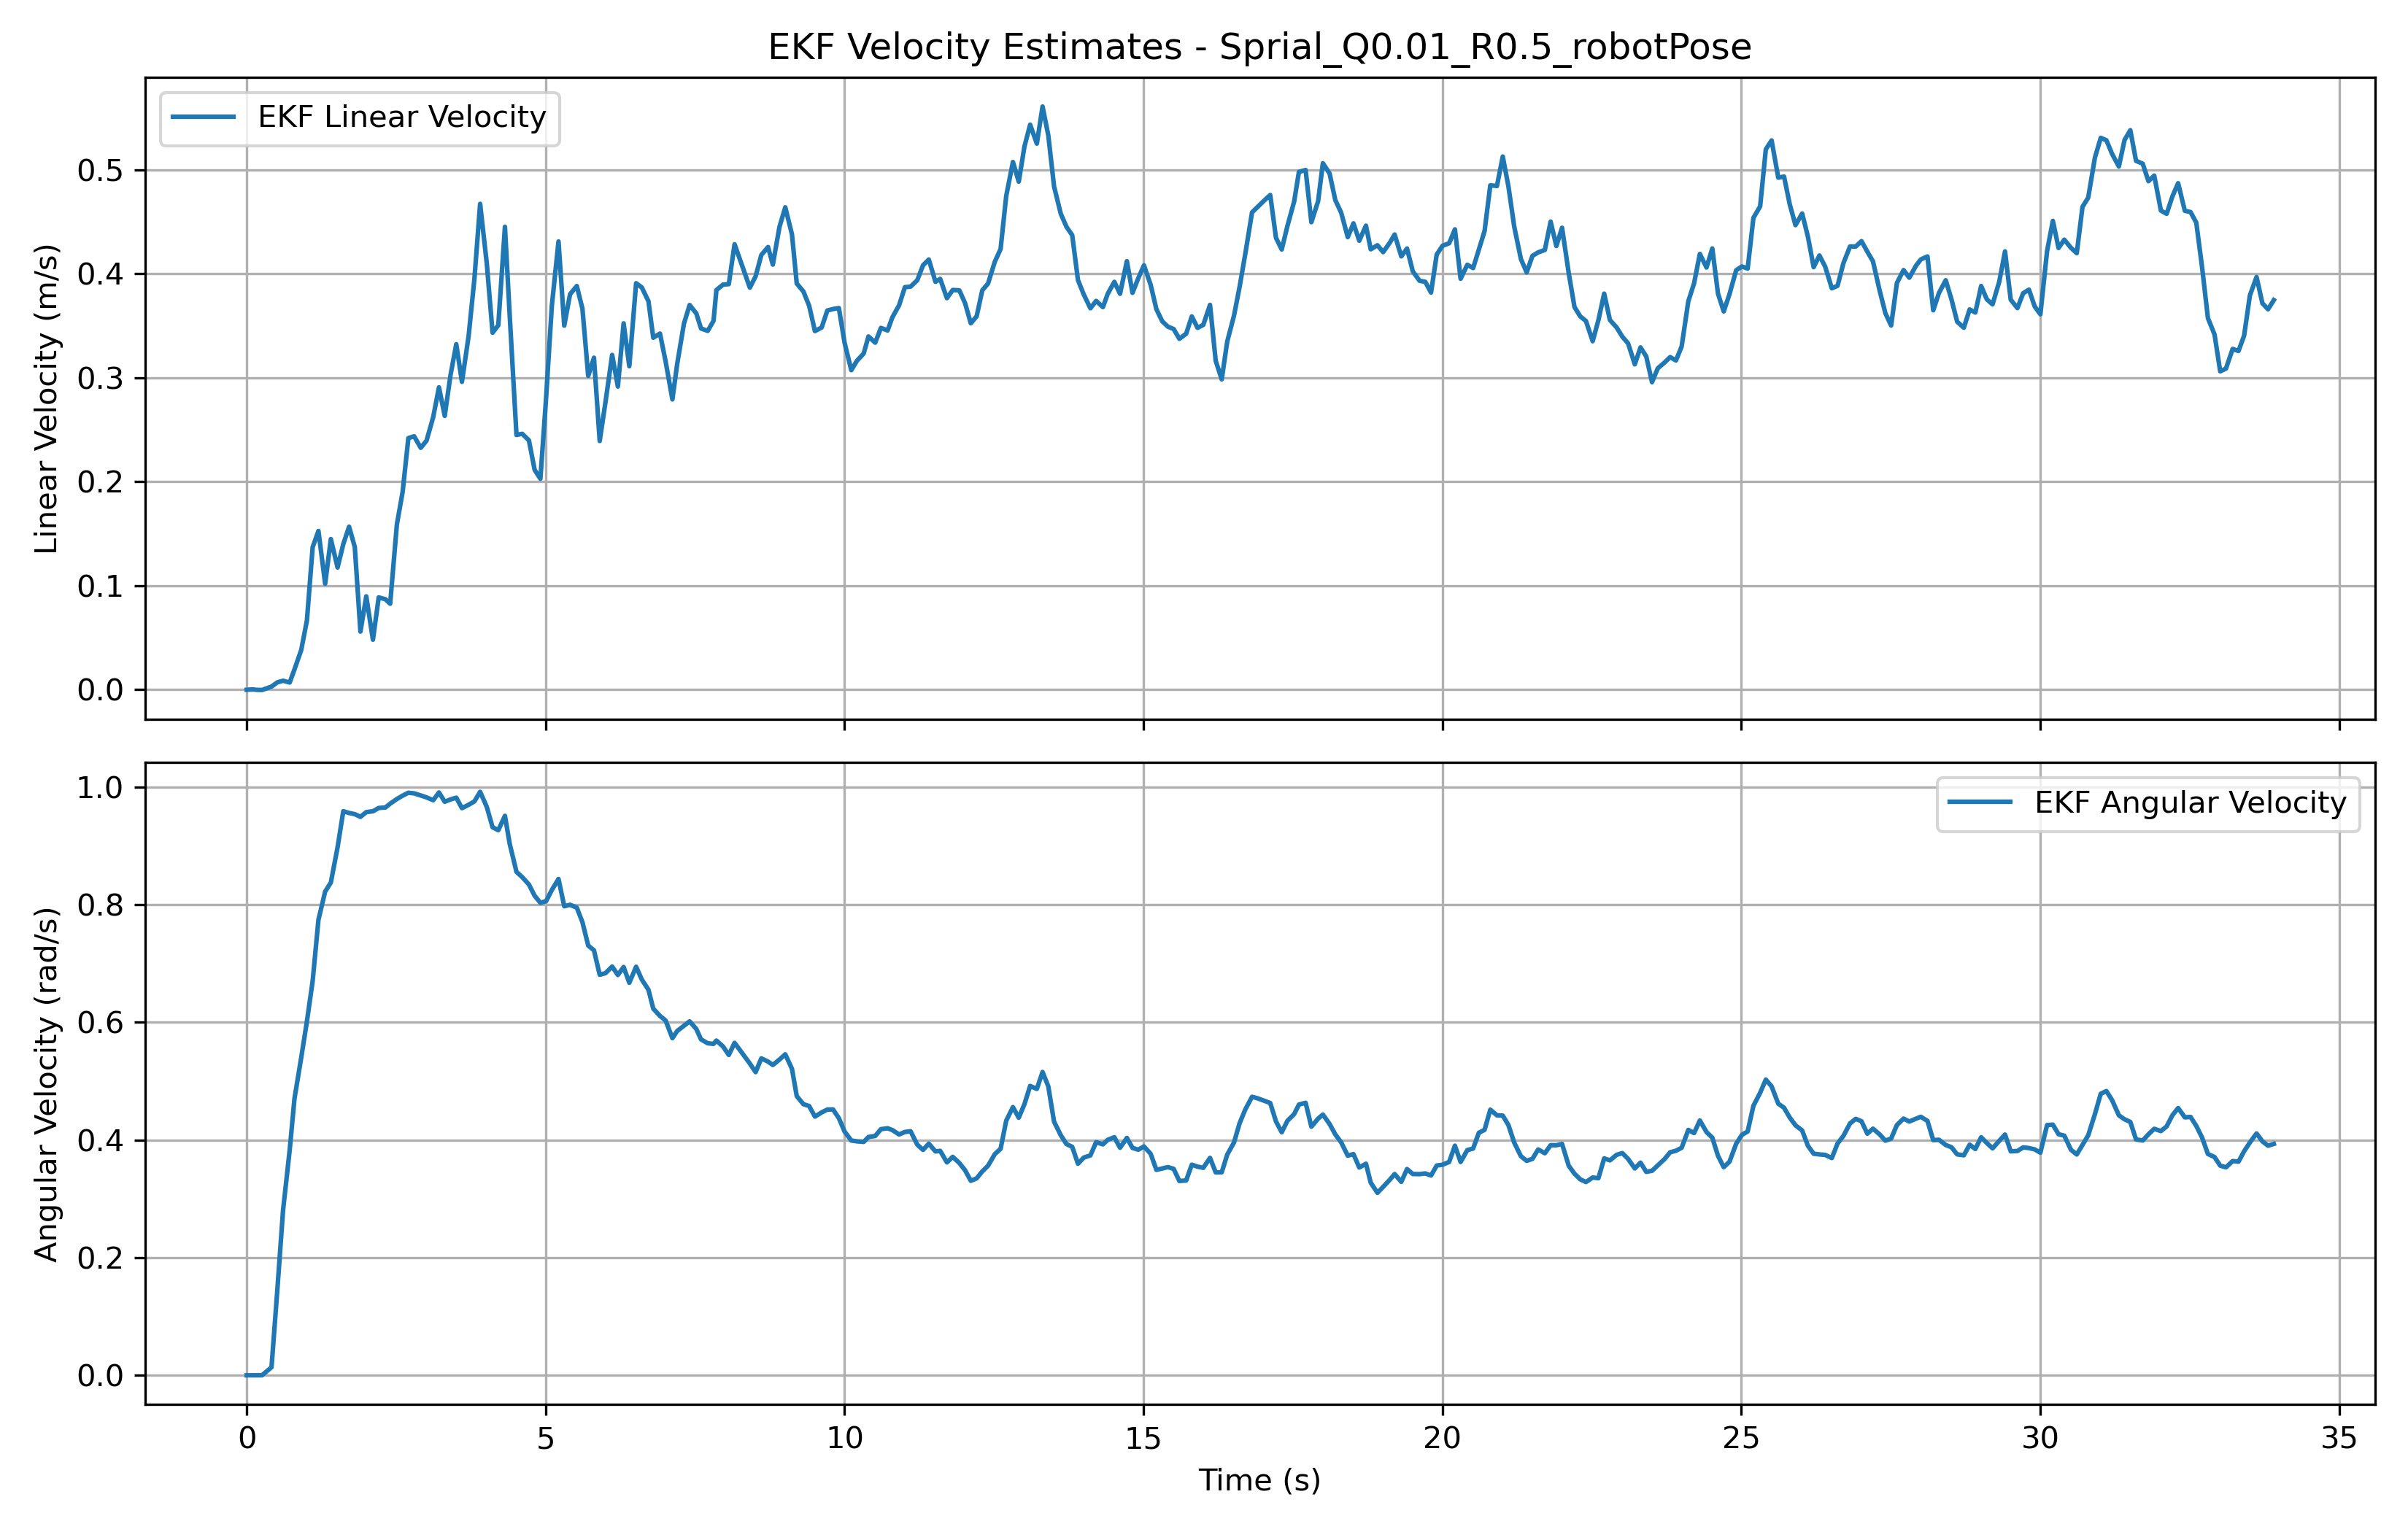 EKF Velocity Estimates - Sprial_Q0.01_R0.5_robotPose
EKF Linear Velocity
0.5
0.4
0.3
0.2
0.1
0.0
Linear Velocity (m/s)
EKF Angular Velocity
1.0
0.8
0.6
0.4
0.2
0.0
Angular Velocity (rad/s)
0 5 10 15 20 25 30 35
Time (s)